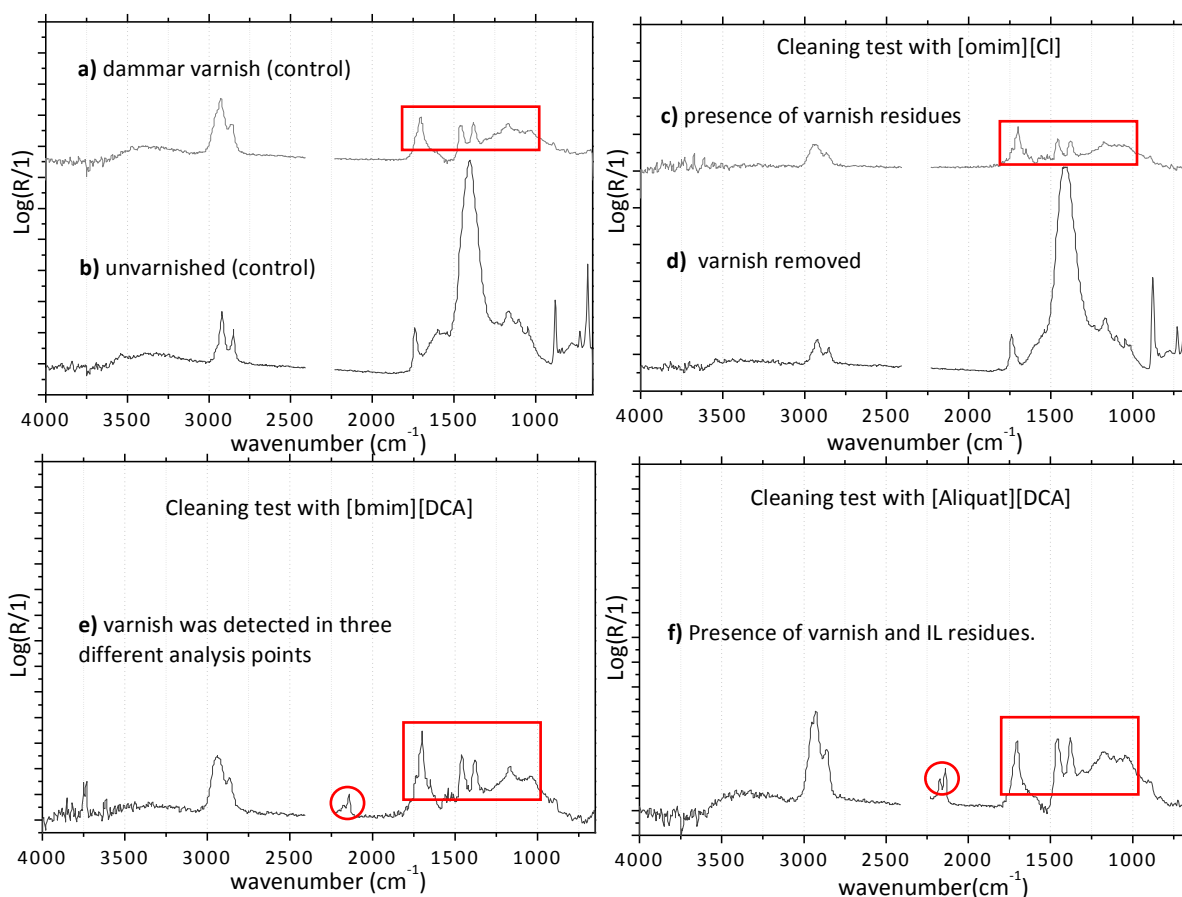 a) dammar varnish (control)
b) unvarnished (control)
Log(R/1)
4000 3500 3000 2500 2000 1500 1000
wavenumber (cm-1)
Cleaning test with [omim][Cl]
c) presence of varnish residues
d) varnish removed
Log(R/1)
4000 3500 3000 2500 2000 1500 1000
wavenumber (cm-1)
Cleaning test with [bmim][DCA]
e) varnish was detected in three
different analysis points
Log(R/1)
4000 3500 3000 2500 2000 1500 1000
wavenumber (cm-1)
Cleaning test with [Aliquat][DCA]
f) Presence of varnish and IL residues.
Log(R/1)
4000 3500 3000 2500 2000 1500 1000
wavenumber(cm-1)